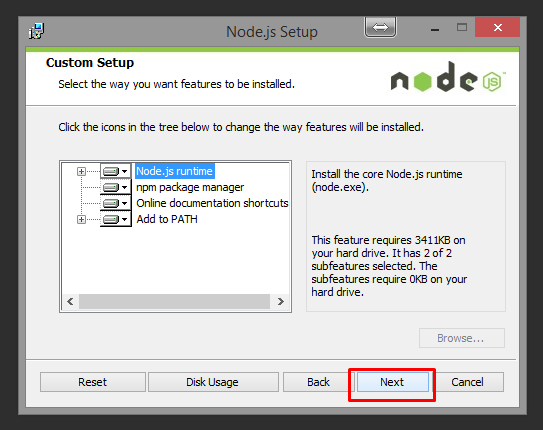 Node.js Setup
Custom Setup
Select the way you want features to be installed.
node
JS
Click the icons in the tree below to change the way features will be installed.
Node.js runtime
npm package manager
Online documentation shortcuts
Add to PATH
Install the core Node.js runtime
(node.exe).
This feature requires 3411KB on
your hard drive. It has 2 of 2
subfeatures selected. The
subfeatures require 0KB on your
hard drive.
Browse...
Reset
Disk Usage
Back
Next
Cancel